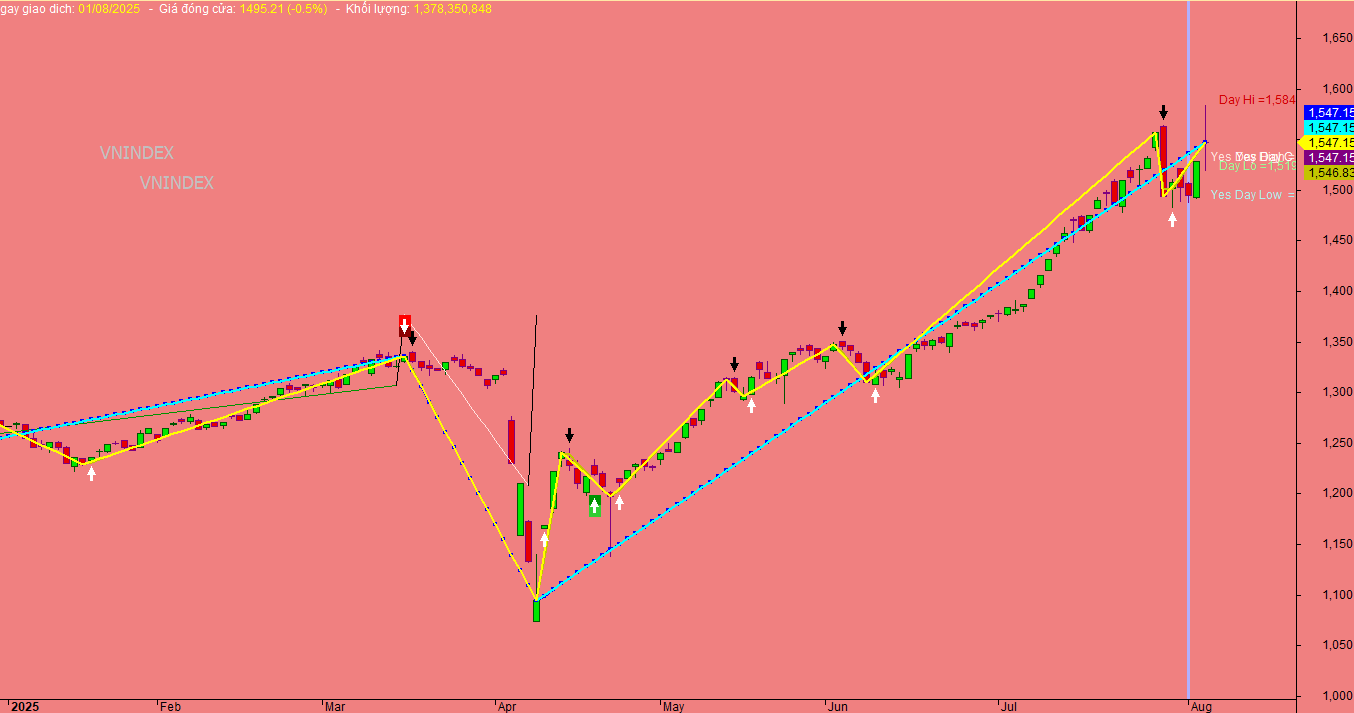 gay giao dich: 01/08/2025 - Giá đóng cửa: 1495.21 (-0.5%) - Khối lượng: 1,378,350,848
1,650
1,600
Day Hi =1,584
1,547.15
1,547.15
VNINDEX
1,547.15
Yes
1,547.15
Day Lo =1,519
1,546.83
VNINDEX
1,500
Yes Day Low =
1,450
1,400
1,350
1,300
1,250
1,200
1,150
1,100
1,050
1,000
2025 Feb Mar Apr May Jun Jul Aug